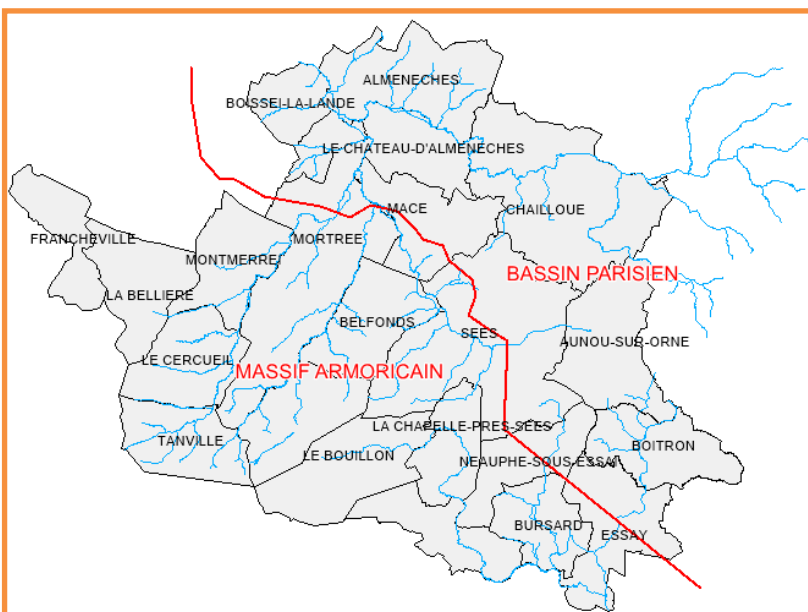 ALMENECHES
BOISSEI-LA-LANDE
LE CHATEAU-D'ALMENECHES
MACE
CHAILLOUE
FRANCHEVILLE
MORTREE
MONTMERREI
BASSIN PARISIEN
LA BELLIERE
BELFONDS
SEES
AUNOU-SUR-ORNE
LE CERCUEIL
MASSIF ARMORICAIN
LA CHAPELLE-PRES-SEES
TANVILLE
BOITRON
LE BOUILLON
NEAUPHE-SOUS-ESSAI
BURSARD
ESSAY